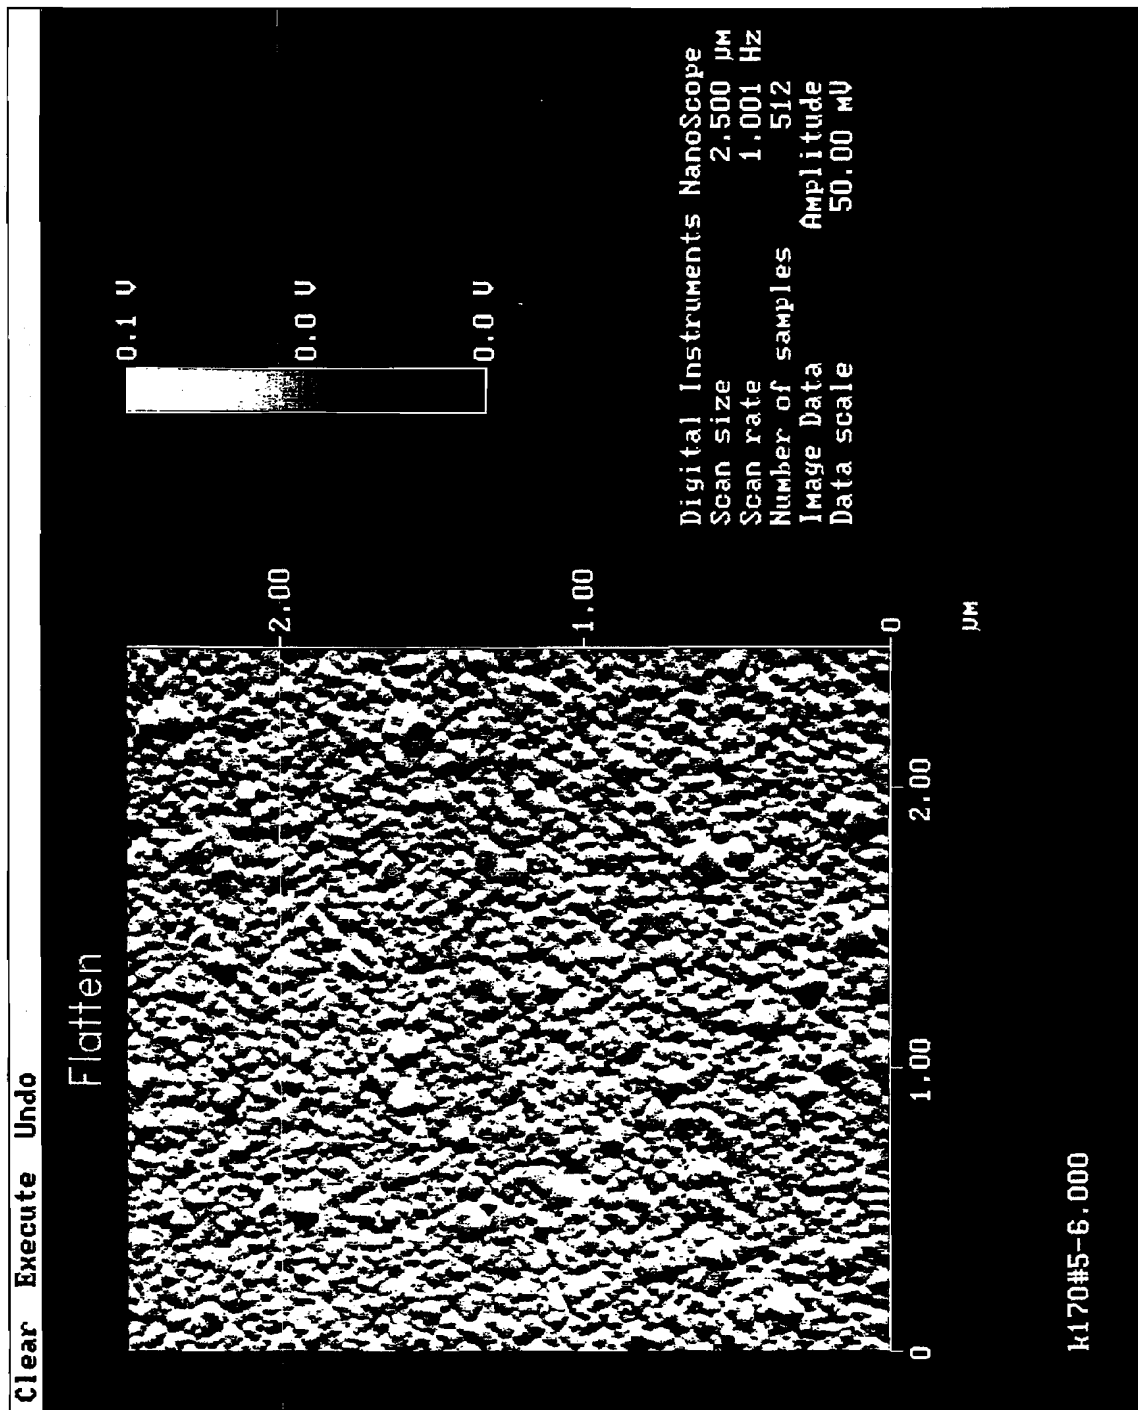 Clear Execute Undo
Flatten
0.1 V
0.0 V
0.0 V
2.00
1.00
0
0
1.00
2.00
µm
Digital Instruments NanoScope
Scan size 2.500 µm
Scan rate 1.001 Hz
Number of samples 512
Image Data Amplitude
Data scale 50.00 mV
k170#5-6.000